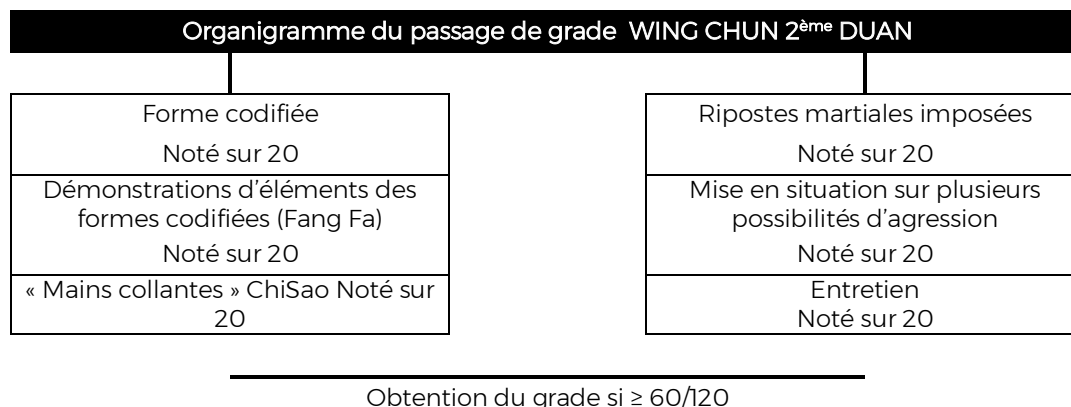 Organigramme du passage de grade WING CHUN 2ème DUAN
Forme codifiée
Noté sur 20
Démonstrations d'éléments des
formes codifiées (Fang Fa)
Noté sur 20
« Mains collantes » ChiSao Noté sur
20
Ripostes martiales imposées
Noté sur 20
Mise en situation sur plusieurs
possibilités d'agression
Noté sur 20
Entretien
Noté sur 20
Obtention du grade si ≥ 60/120